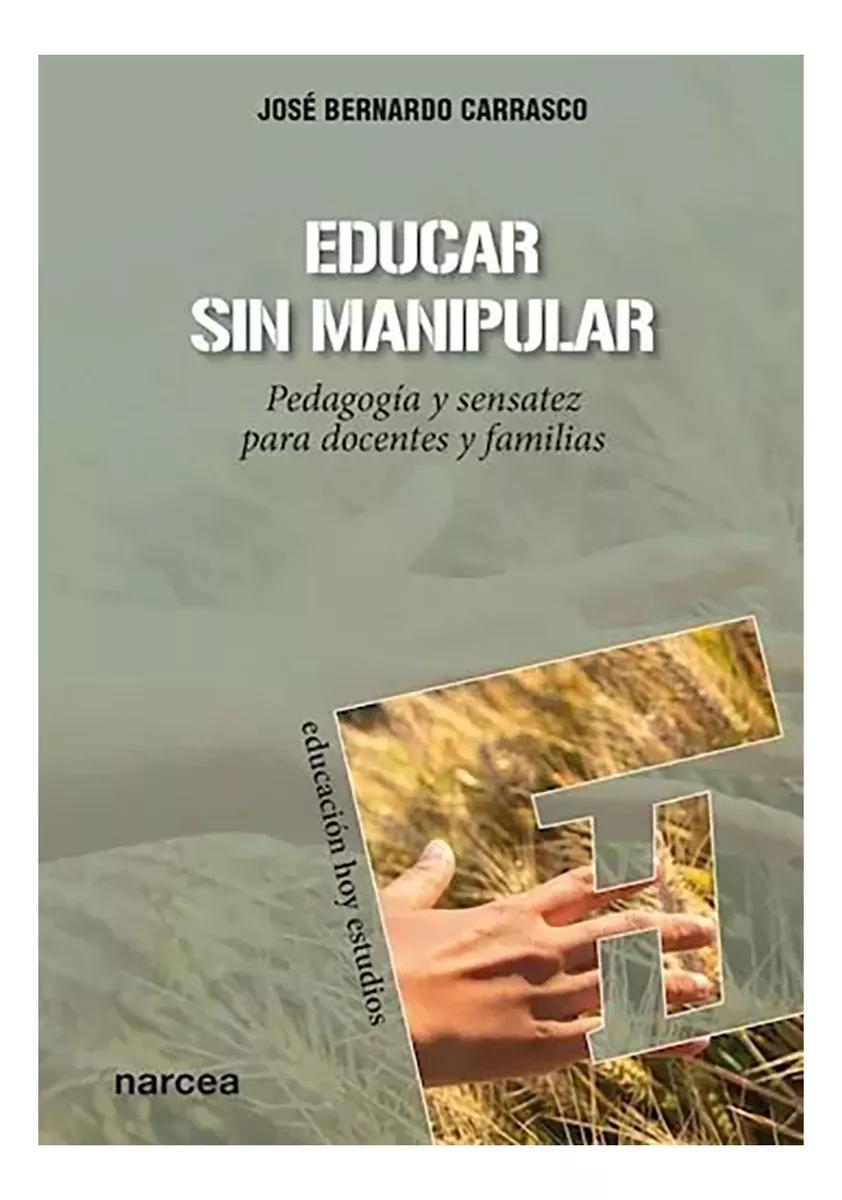 JOSÉ BERNARDO CARRASCO
EDUCAR
SIN MANIPULAR
Pedagogía y sensatez
para docentes y familias
educación hoy estudios
narcea